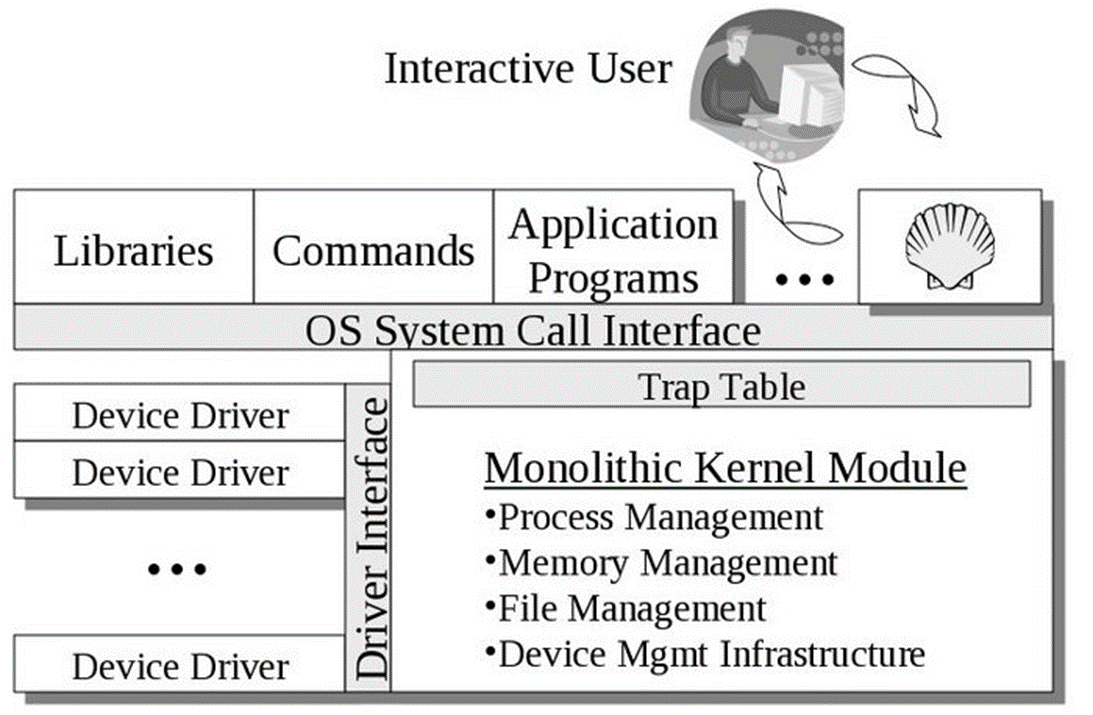 Interactive User
Libraries
Commands
Application
Programs
•••
OS System Call Interface
Trap Table
Device Driver
Device Driver
•••
Device Driver
Driver Interface
Monolithic Kernel Module
•Process Management
•Memory Management
•File Management
•Device Mgmt Infrastructure